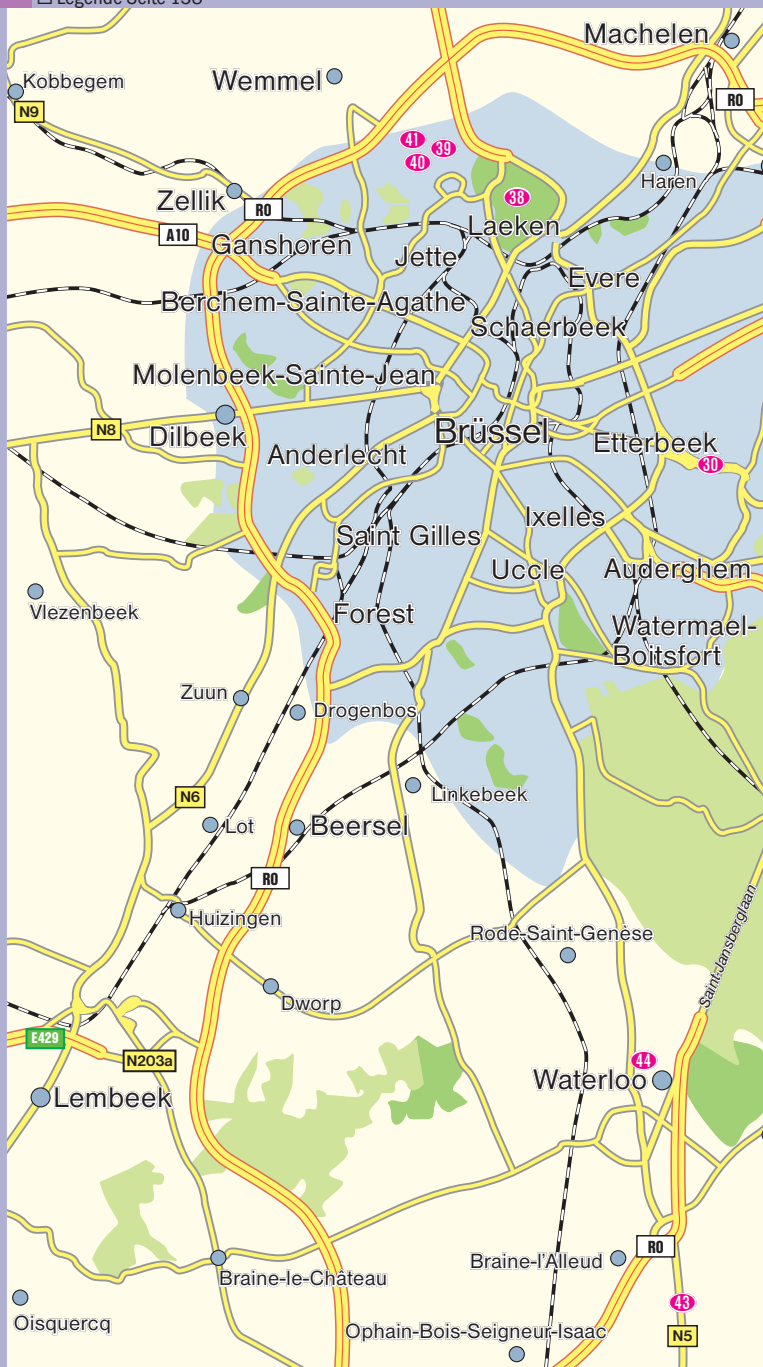 Legende Seite 138
Machelen
Kobbegem
Wemmel
N9
R0
41
39
40
Haren
Zellik
38
R0
Laeken
A10
Ganshoren
Jette
Evere
Berchem-Sainte-Agathe
Schaerbeek
Molenbeek-Sainte-Jean
N8
Dilbeek
Brüssel
Etterbeek
Anderlecht
30
Ixelles
Saint Gilles
Uccle
Auderghem
Vlezenbeek
Forest
Watermael-
Boitsfort
Zuun
Drogenbos
N6
Linkebeek
Lot
Beersel
R0
Huizingen
Rode-Saint-Genèse
Saint-Jansberglaan
Dworp
E429
N203a
44
Waterloo
Lembeek
R0
Braine-l'Alleud
Braine-le-Château
43
Oisquercq
Ophain-Bois-Seigneur-Isaac
N5